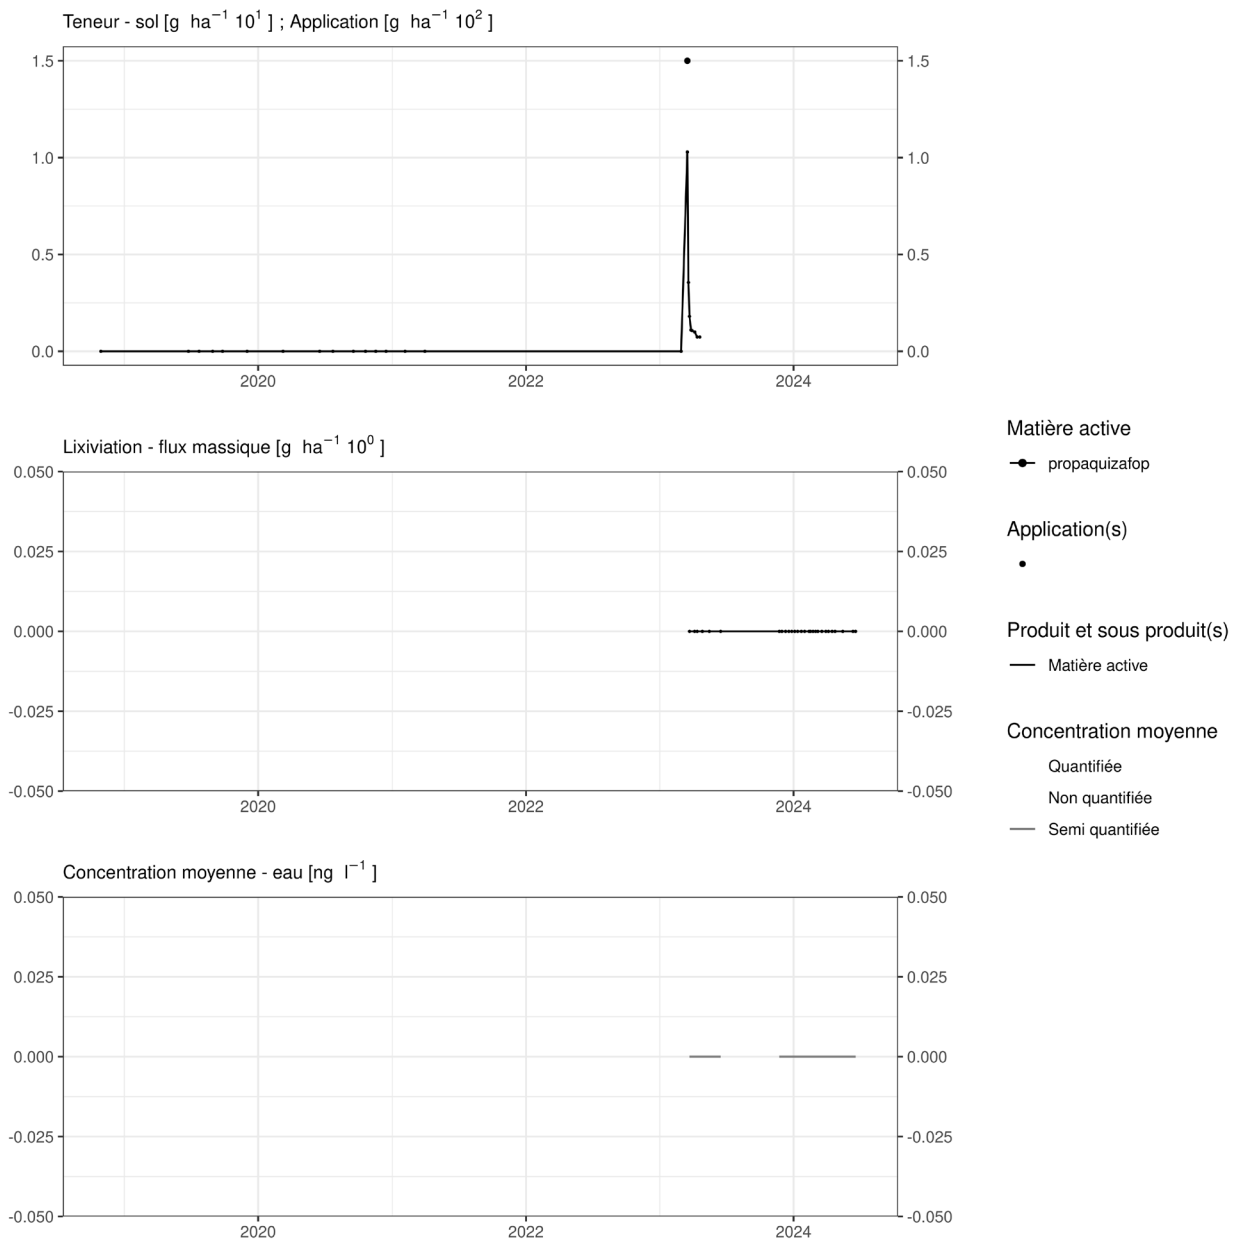 Teneur - sol [g ha⁻¹ 10¹ ] ; Application [g ha⁻¹ 10² ]
1.5 1.5
1.0 1.0
0.5 0.5
0.0 0.0
2020 2022 2024
Lixiviation - flux massique [g ha⁻¹ 10⁰ ]
0.050 0.050
0.025 0.025
0.000 0.000
-0.025 -0.025
-0.050 -0.050
2020 2022 2024
Concentration moyenne - eau [ng l⁻¹ ]
0.050 0.050
0.025 0.025
0.000 0.000
-0.025 -0.025
-0.050 -0.050
2020 2022 2024
Matière active
propaquizafop
Application(s)
Produit et sous produit(s)
Matière active
Concentration moyenne
Quantifiée
Non quantifiée
Semi quantifiée